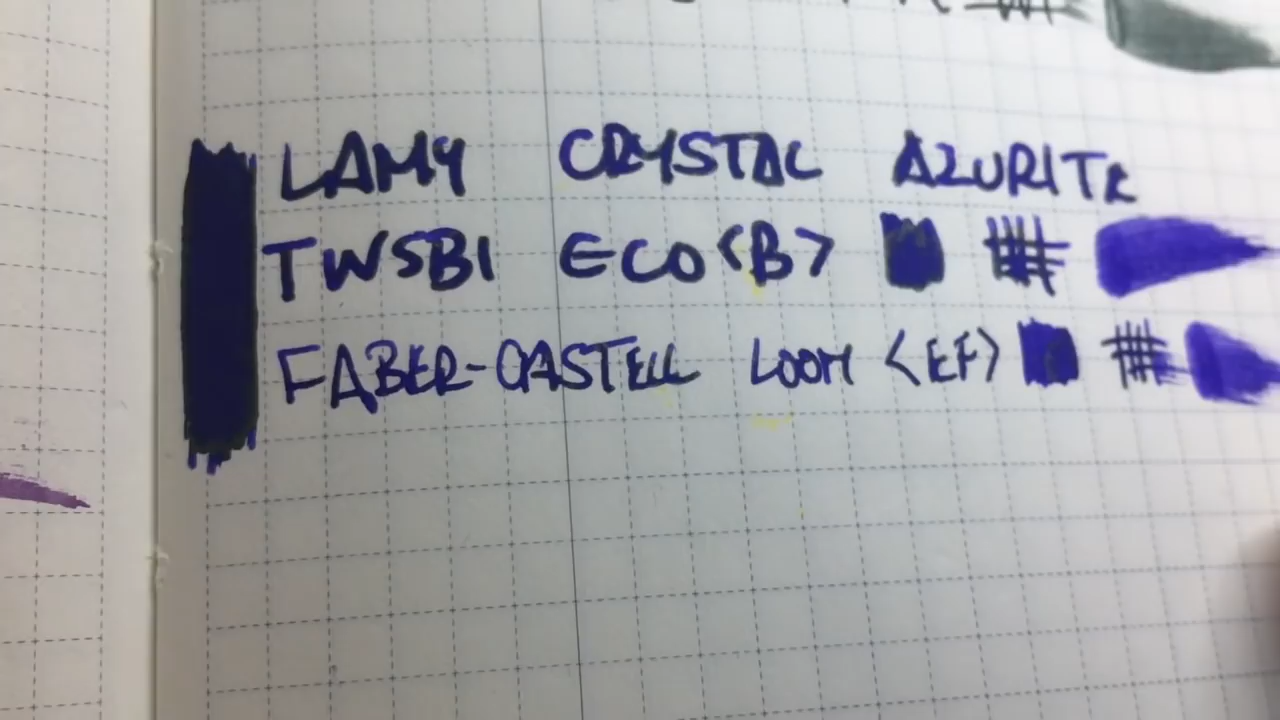 LAMY CRYSTAL AZURITE
TWSBI ECO <B>
FABER-CASTELL LOOM <EF>